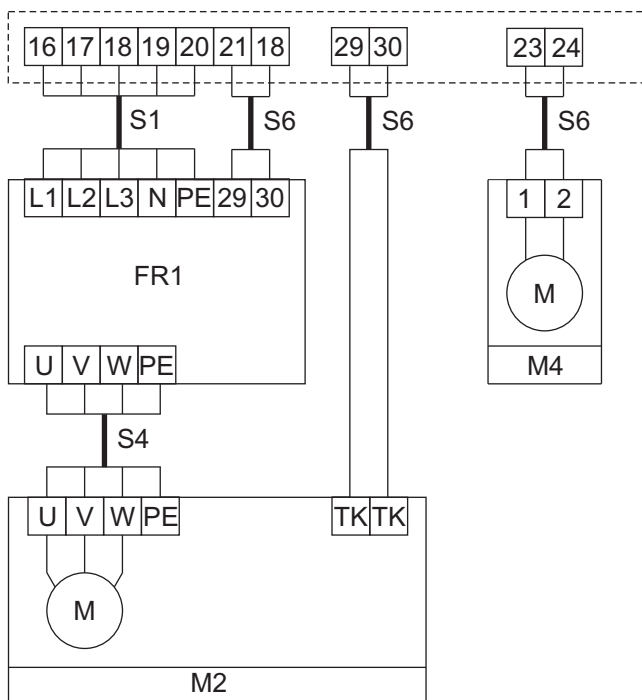 16 17 18 19 20 21 18 29 30 23 24
S1 S6 S6 S6
L1 L2 L3 N PE 29 30 1 2
FR1 M
U V W PE M4
S4
U V W PE TK TK
M
M2